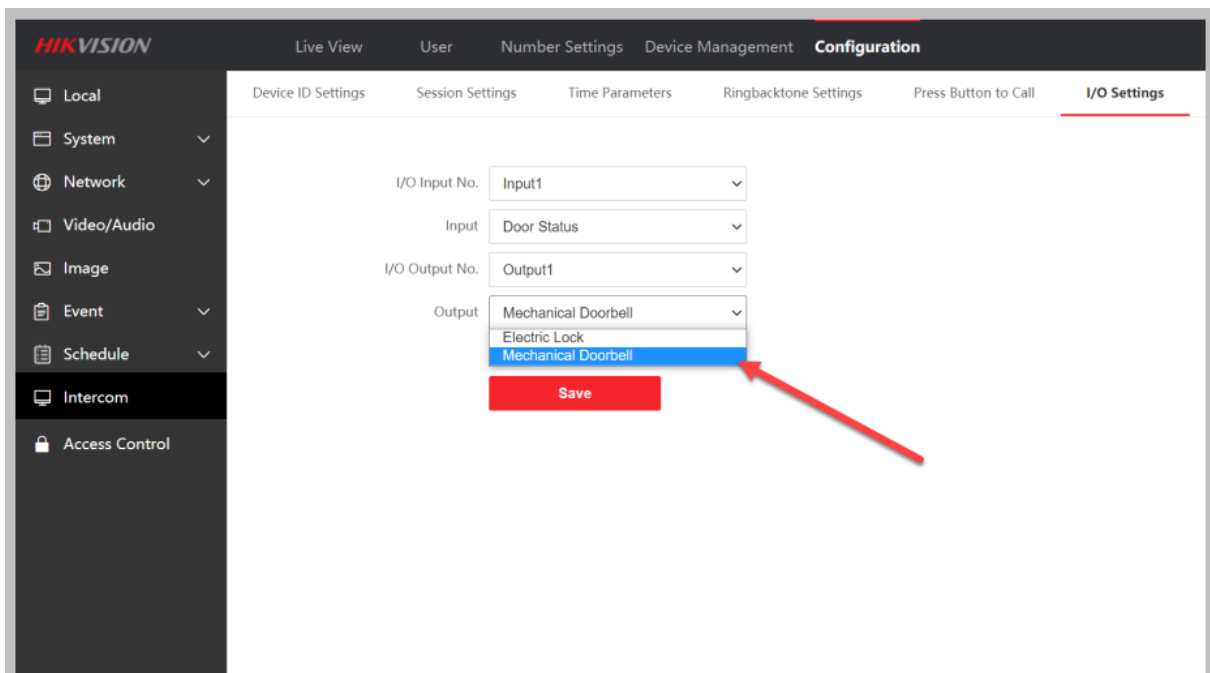 HIKVISION Live View User Number Settings Device Management Configuration
Local
System
Network
Video/Audio
Image
Event
Schedule
Intercom
Access Control
Device ID Settings Session Settings Time Parameters Ringbacktone Settings Press Button to Call I/O Settings
I/O Input No. Input1
Input Door Status
I/O Output No. Output1
Output Mechanical Doorbell
Electric Lock
Mechanical Doorbell
Save